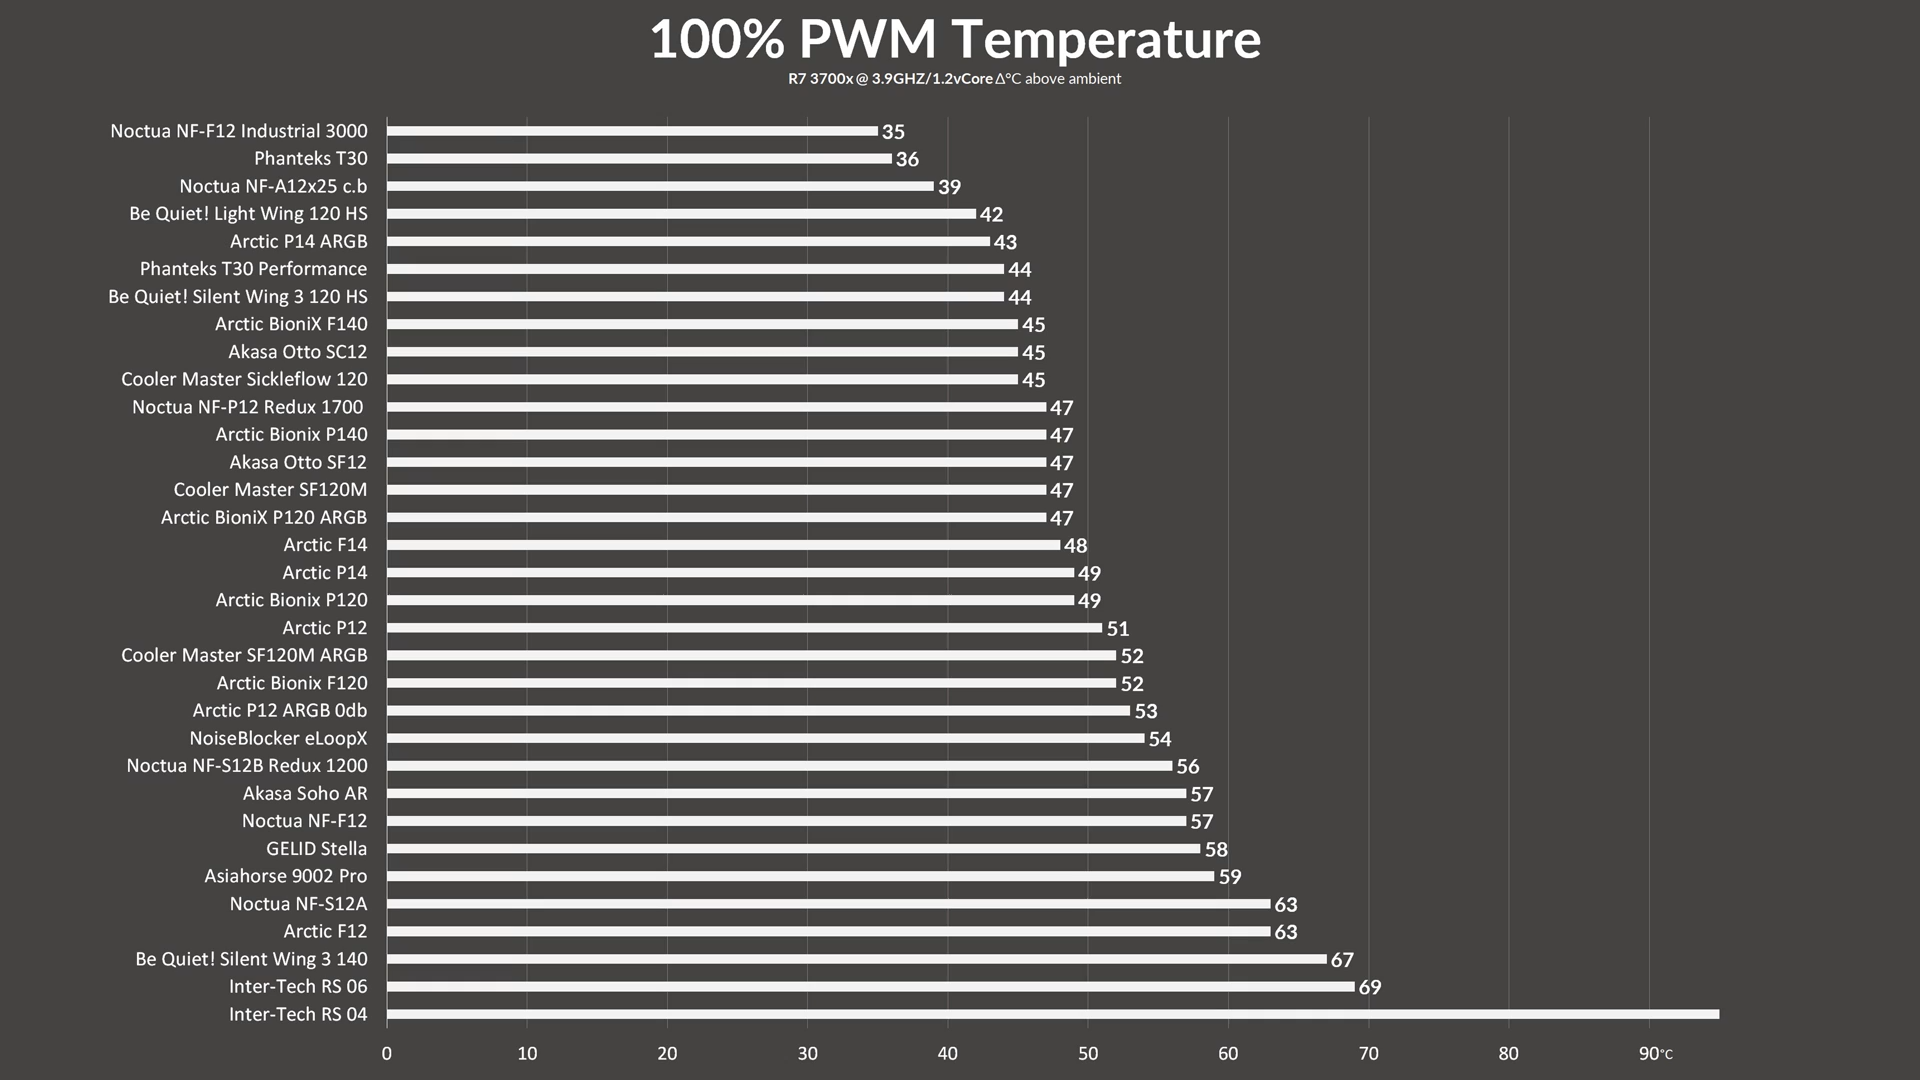 100% PWM Temperature
R7 3700x @ 3.9GHZ/1.2vCore Δ°C above ambient
Noctua NF-F12 Industrial 3000 35
Phanteks T30 36
Noctua NF-A12x25 c.b 39
Be Quiet! Light Wing 120 HS 42
Arctic P14 ARGB 43
Phanteks T30 Performance 44
Be Quiet! Silent Wing 3 120 HS 44
Arctic BioniX F140 45
Akasa Otto SC12 45
Cooler Master Sickleflow 120 45
Noctua NF-P12 Redux 1700 47
Arctic Bionix P140 47
Akasa Otto SF12 47
Cooler Master SF120M 47
Arctic BioniX P120 ARGB 47
Arctic F14 48
Arctic P14 49
Arctic Bionix P120 49
Arctic P12 51
Cooler Master SF120M ARGB 52
Arctic Bionix F120 52
Arctic P12 ARGB 0db 53
NoiseBlocker eLoopX 54
Noctua NF-S12B Redux 1200 56
Akasa Soho AR 57
Noctua NF-F12 57
GELID Stella 58
Asiahorse 9002 Pro 59
Noctua NF-S12A 63
Arctic F12 63
Be Quiet! Silent Wing 3 140 67
Inter-Tech RS 06 69
Inter-Tech RS 04
0 10 20 30 40 50 60 70 80 90°C